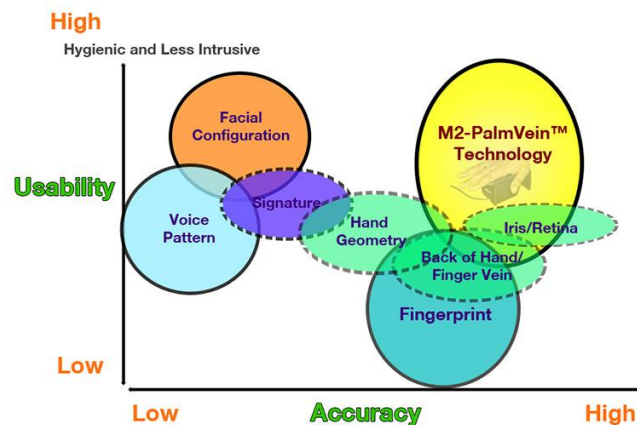 High
Hygienic and Less Intrusive
Facial
Configuration
M2-PalmVein™
Technology
Usability
Signature
Voice
Pattern
Hand
Geometry
Iris/Retina
Back of Hand/
Finger Vein
Fingerprint
Low
Low
Accuracy
High